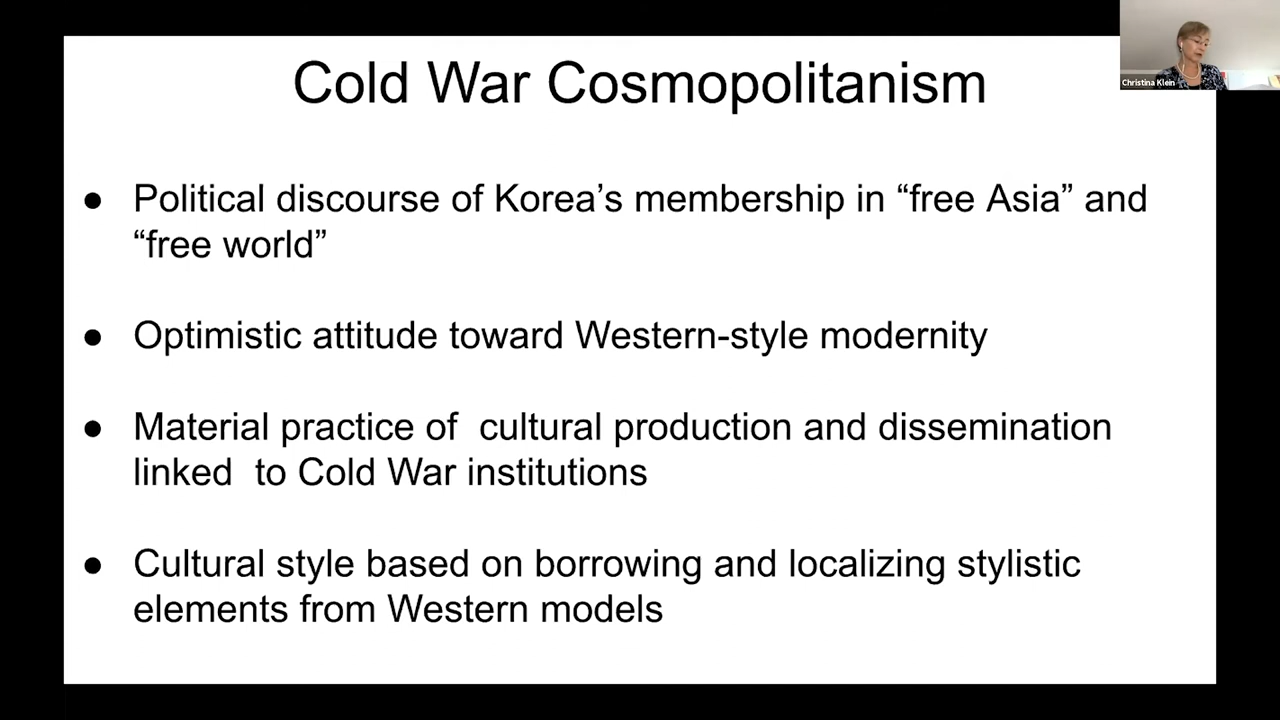 Cold War Cosmopolitanism
Christina Klein
● Political discourse of Korea’s membership in “free Asia” and
“free world”
● Optimistic attitude toward Western-style modernity
● Material practice of  cultural production and dissemination
linked  to Cold War institutions
● Cultural style based on borrowing and localizing stylistic
elements from Western models